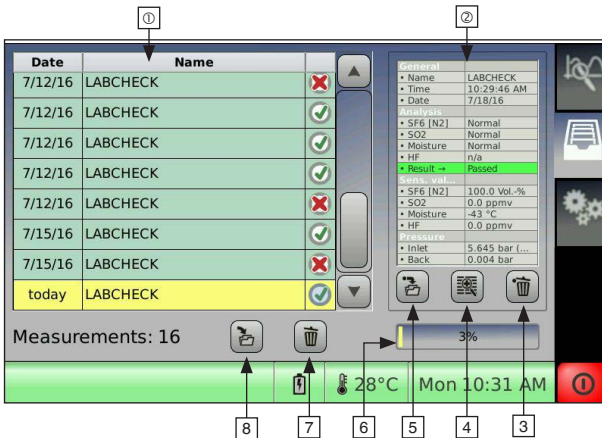 ① ②
Date Name
7/12/16 LABCHECK
7/12/16 LABCHECK
7/12/16 LABCHECK
7/12/16 LABCHECK
7/12/16 LABCHECK
7/15/16 LABCHECK
7/15/16 LABCHECK
today LABCHECK
Measurements: 16
General
• Name LABCHECK
• Time 10:29:46 AM
• Date 7/18/16
Analysis
• SF6 [N2] Normal
• SO2 Normal
• Moisture Normal
• HF n/a
• Result → Passed
Sens. val...
• SF6 [N2] 100.0 Vol.-%
• SO2 0.0 ppmv
• Moisture -43 °C
• HF 0.0 ppmv
Pressure
• Inlet 5.645 bar (...
• Back 0.004 bar
3%
28°C Mon 10:31 AM
8 7 6 5 4 3